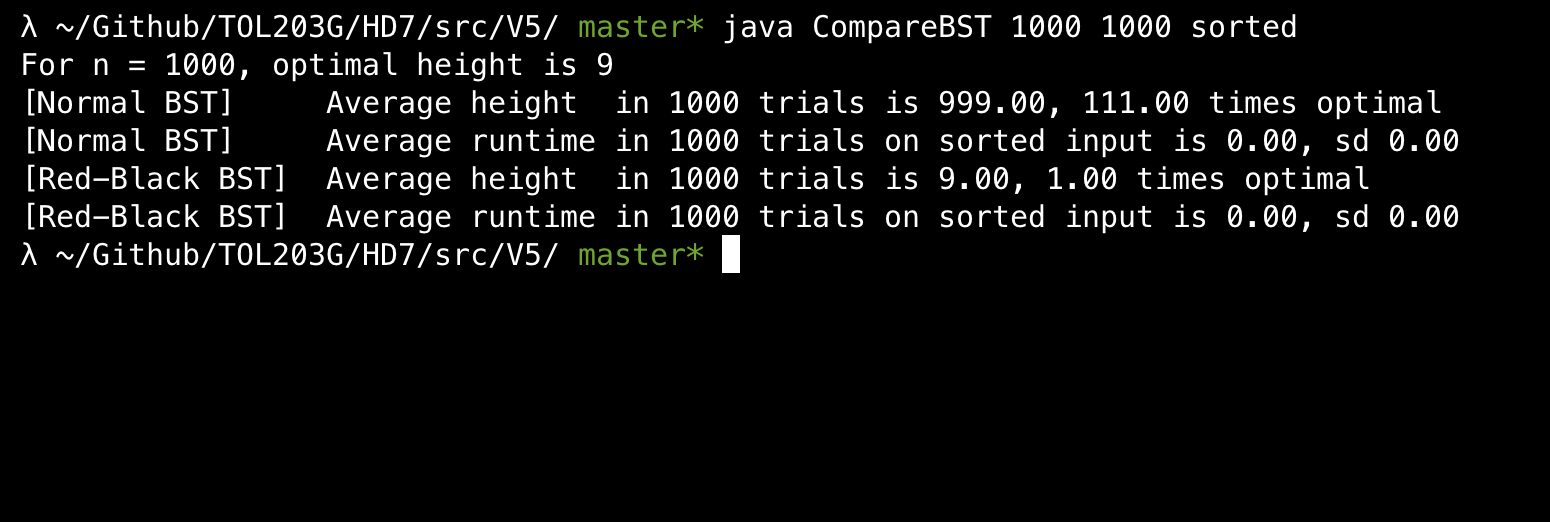 λ ~/Github/TOL203G/HD7/src/V5/ master* java CompareBST 1000 1000 sorted
For n = 1000, optimal height is 9
[Normal BST]     Average height  in 1000 trials is 999.00, 111.00 times optimal
[Normal BST]     Average runtime in 1000 trials on sorted input is 0.00, sd 0.00
[Red-Black BST]  Average height  in 1000 trials is 9.00, 1.00 times optimal
[Red-Black BST]  Average runtime in 1000 trials on sorted input is 0.00, sd 0.00
λ ~/Github/TOL203G/HD7/src/V5/ master*